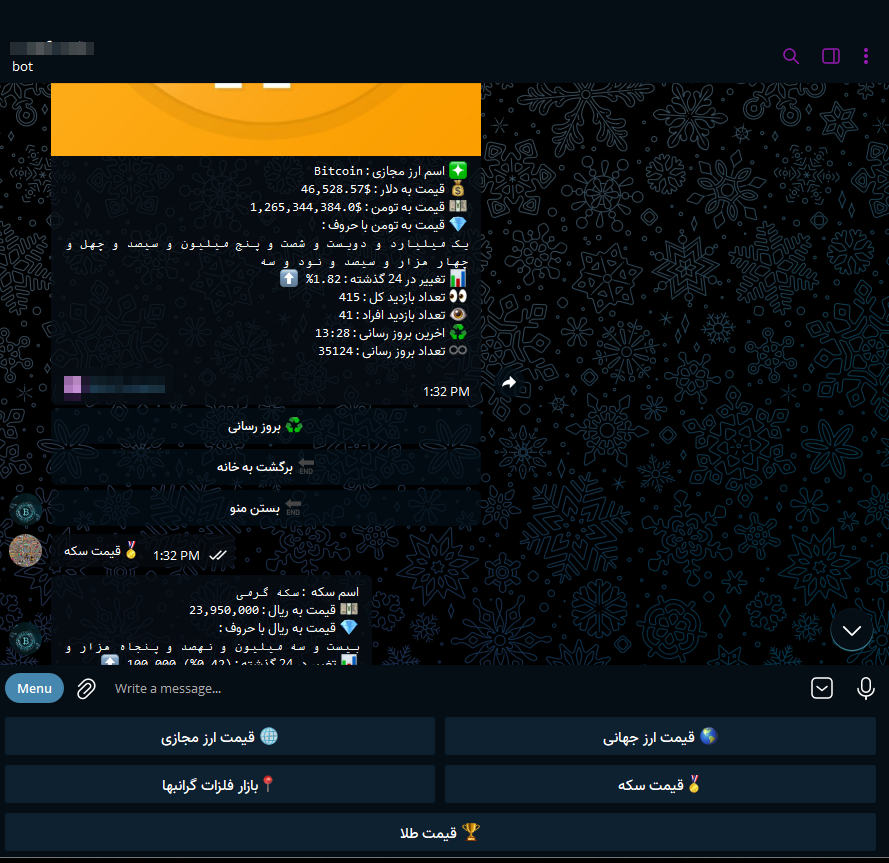 bot
اسم ارز مجازی: Bitcoin
قیمت به دلار: 46,528.57$
قیمت به تومن: 1,265,344,384.0$
قیمت به تومن با حروف:
یک میلیارد و دویست و شصت و پنج میلیون و سیصد و چهل و
چهار هزار و سیصد و نود و سه
تغییر در 24 گذشته: 1.82%
تعداد بازدید کل: 415
تعداد بازدید افراد: 41
اخرین بروز رسانی: 13:28
تعداد بروز رسانی: 35124
1:32 PM
بروز رسانی
برگشت به خانه
END
بستن منو
END
قیمت سکه
1:32 PM
اسم سکه: سکه گرمی
قیمت به ریال: 23,950,000
قیمت به ریال با حروف:
بیست و سه میلیون و نهصد و پنجاه هزار و
تغییر در 24 گذشته: (0.42%) 100,000
Menu
Write a message...
قیمت ارز جهانی
قیمت ارز مجازی
قیمت سکه
بازار فلزات گرانبها
قیمت طلا